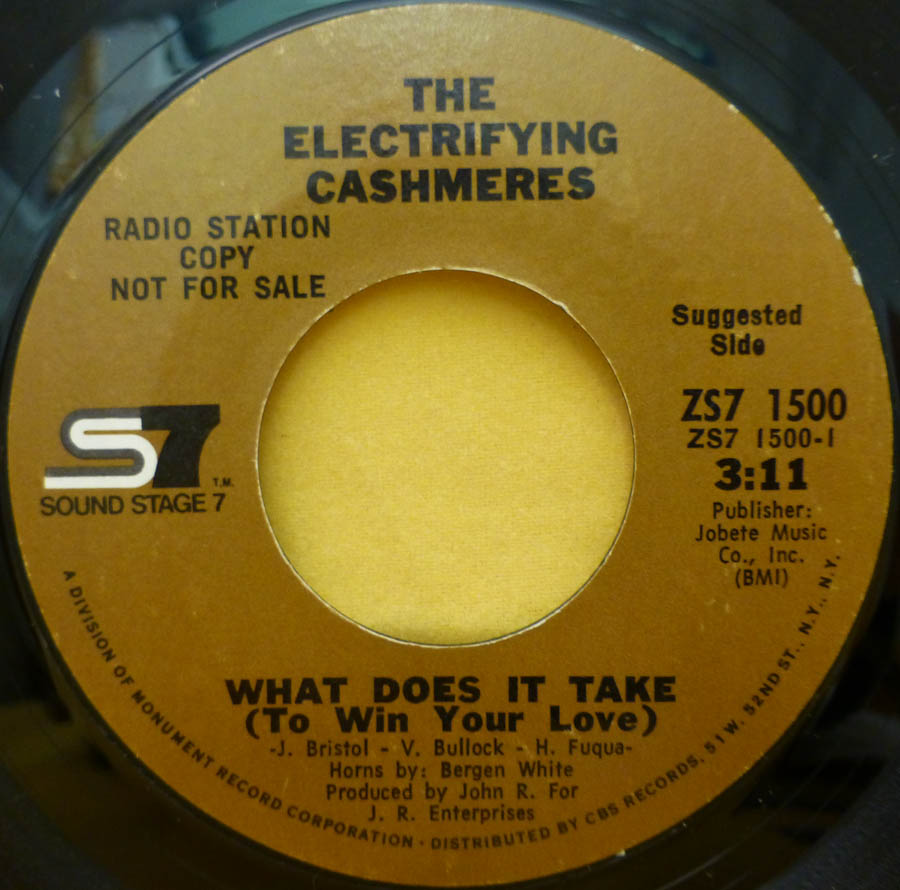 THE
ELECTRIFYING
CASHMERES
RADIO STATION
COPY
NOT FOR SALE
Suggested
Side
ZS7 1500
ZS7 1500-1
3:11
Publisher:
Jobete Music
Co., Inc.
(BMI)
S7
T.M.
SOUND STAGE 7
WHAT DOES IT TAKE
(To Win Your Love)
-J. Bristol - V. Bullock - H. Fuqua-
Horns by: Bergen White
Produced by John R. For
J. R. Enterprises
A DIVISION OF MONUMENT RECORD CORPORATION · DISTRIBUTED BY CBS RECORDS, 51 W. 52ND ST., N.Y., N.Y.